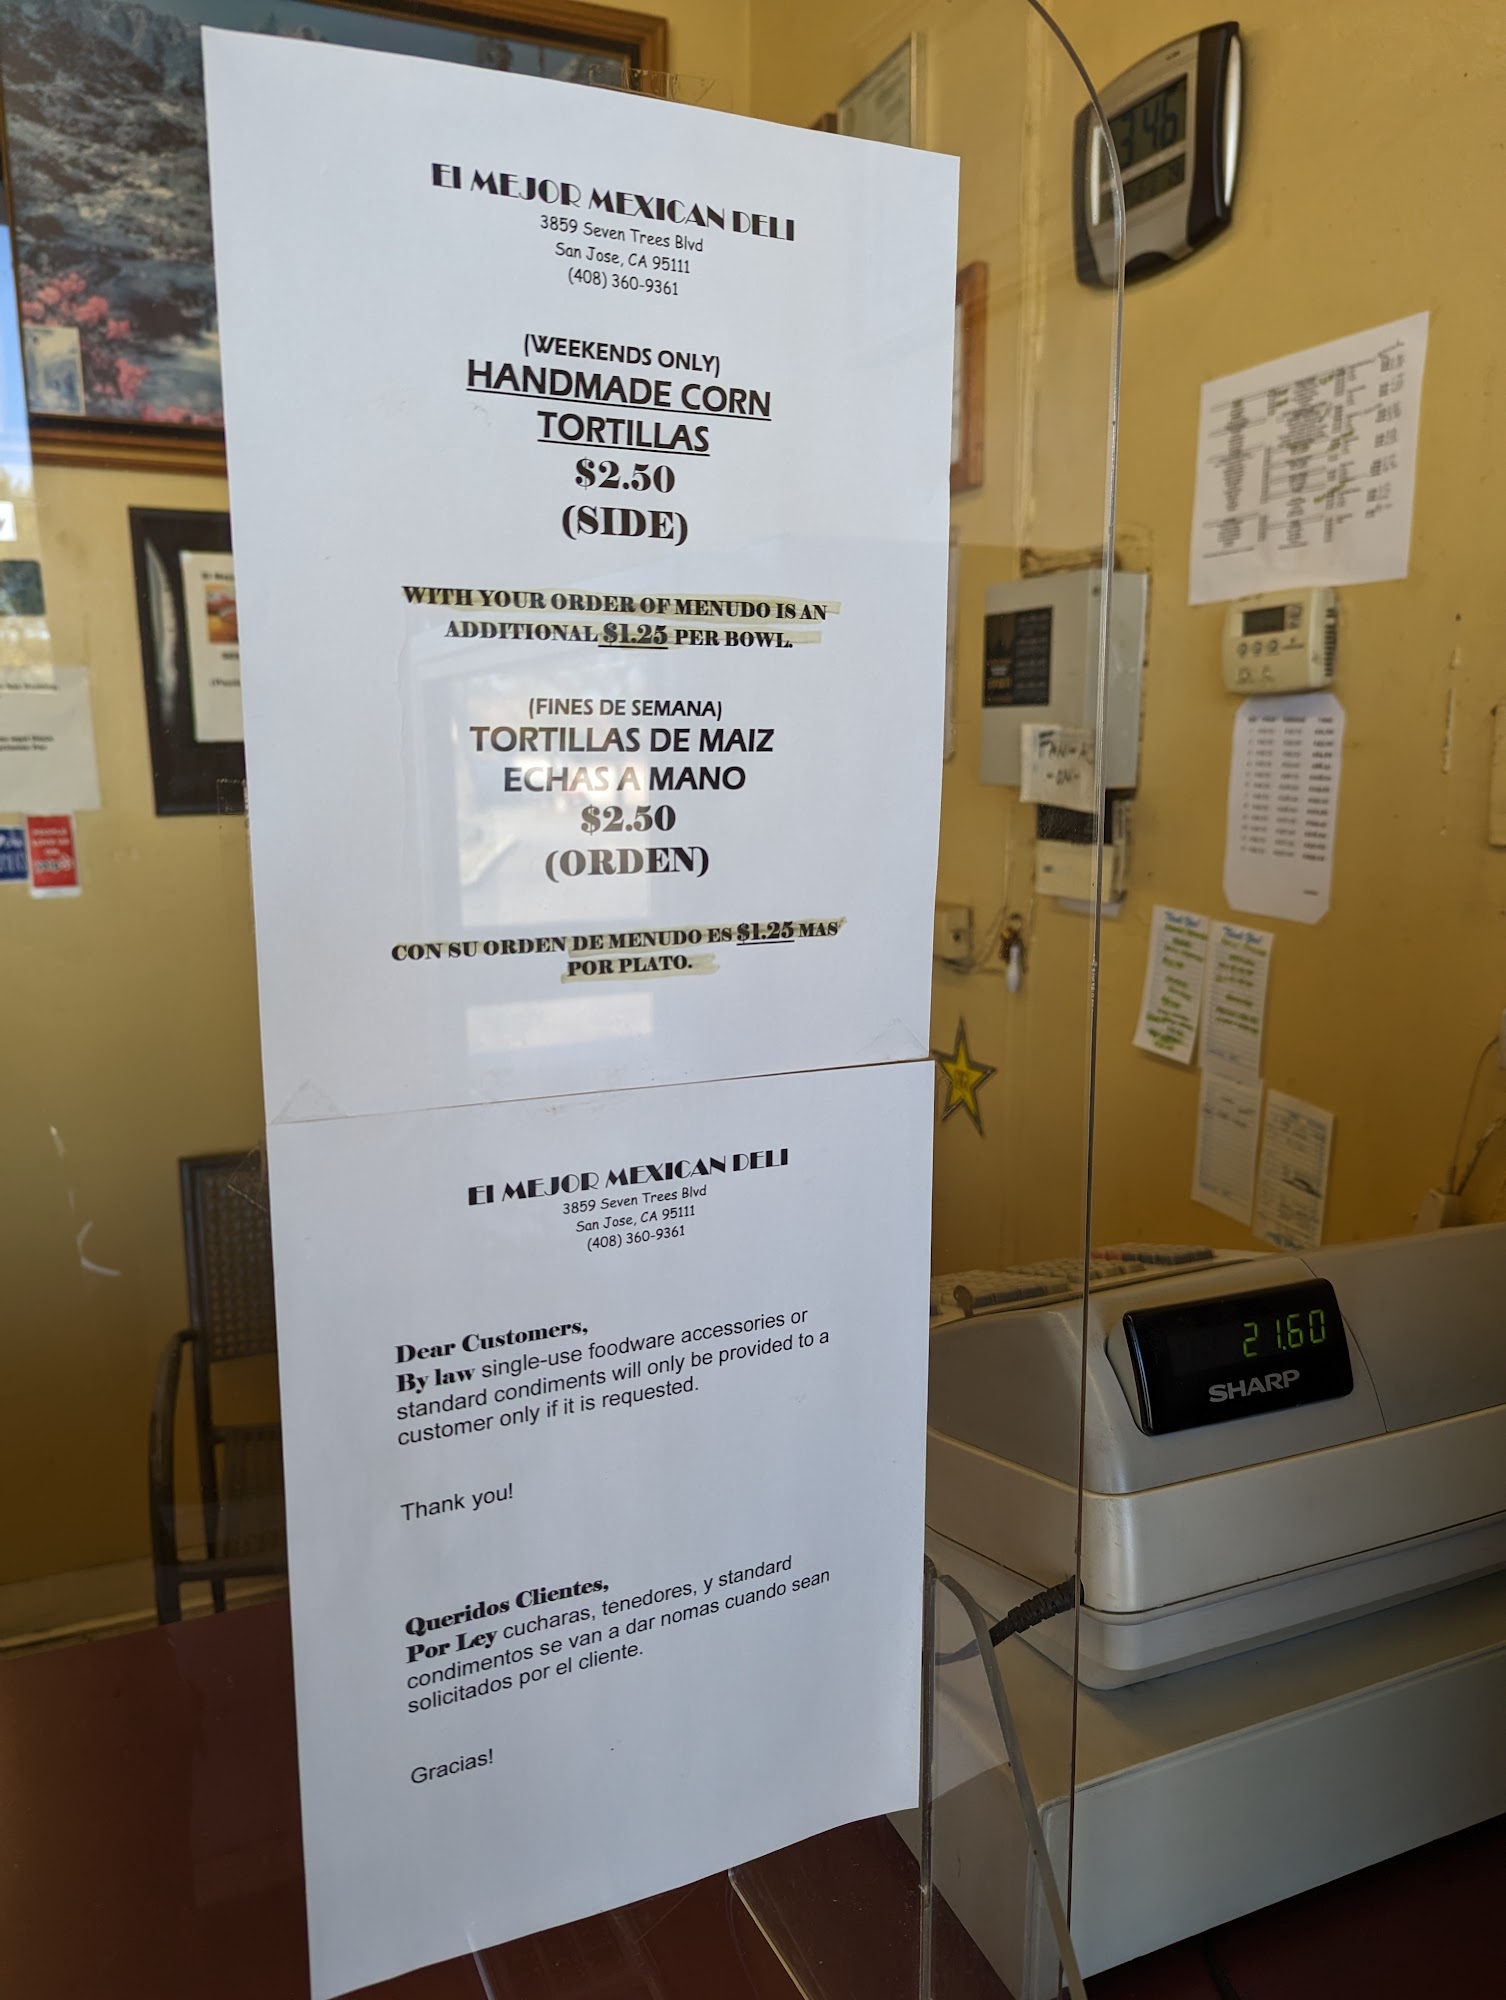 El MEJOR MEXICAN DELI
3859 Seven Trees Blvd
San Jose, CA 95111
(408) 360-9361
(WEEKENDS ONLY)
HANDMADE CORN
TORTILLAS
$2.50
(SIDE)
WITH YOUR ORDER OF MENUDO IS AN
ADDITIONAL $1.25 PER BOWL.
(FINES DE SEMANA)
TORTILLAS DE MAIZ
ECHAS A MANO
$2.50
(ORDEN)
CON SU ORDEN DE MENUDO ES $1.25 MAS
POR PLATO.
El MEJOR MEXICAN DELI
3859 Seven Trees Blvd
San Jose, CA 95111
(408) 360-9361
Dear Customers,
By law single-use foodware accessories or
standard condiments will only be provided to a
customer only if it is requested.
Thank you!
Queridos Clientes,
Por Ley cucharas, tenedores, y standard
condimentos se van a dar nomas cuando sean
solicitados por el cliente.
Gracias!
3:46
21.60
SHARP